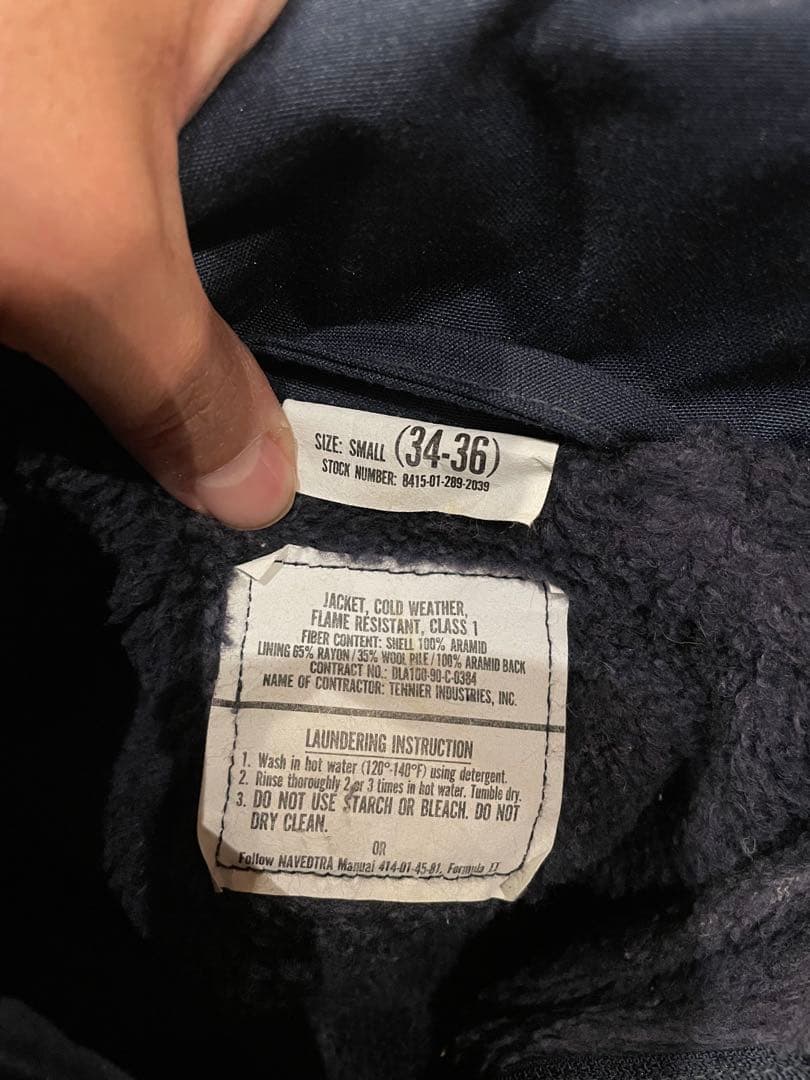 SIZE: SMALL (34-36)
STOCK NUMBER: 8415-01-289-2039
JACKET, COLD WEATHER,
FLAME RESISTANT, CLASS 1
FIBER CONTENT: SHELL 100% ARAMID
LINING 65% RAYON/35% WOOL PILE/100% ARAMID BACK
CONTRACT NO.: DLA100-90-C-0384
NAME OF CONTRACTOR: TENNIER INDUSTRIES, INC.
LAUNDERING INSTRUCTION
1. Wash in hot water (120°-140°F) using detergent.
2. Rinse thoroughly 2 or 3 times in hot water. Tumble dry.
3. DO NOT USE STARCH OR BLEACH. DO NOT
DRY CLEAN.
OR
Follow NAVEDTRA Manual 414-01-45-81, Formula II